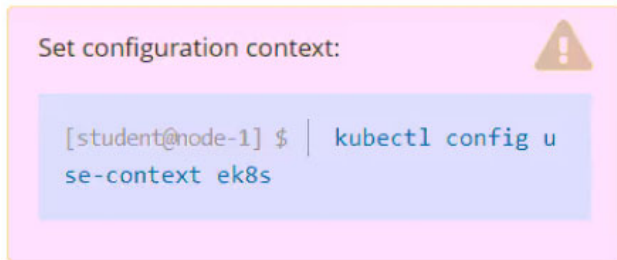 Set configuration context:
[student@node-1] $ | kubectl config u
se-context ek8s